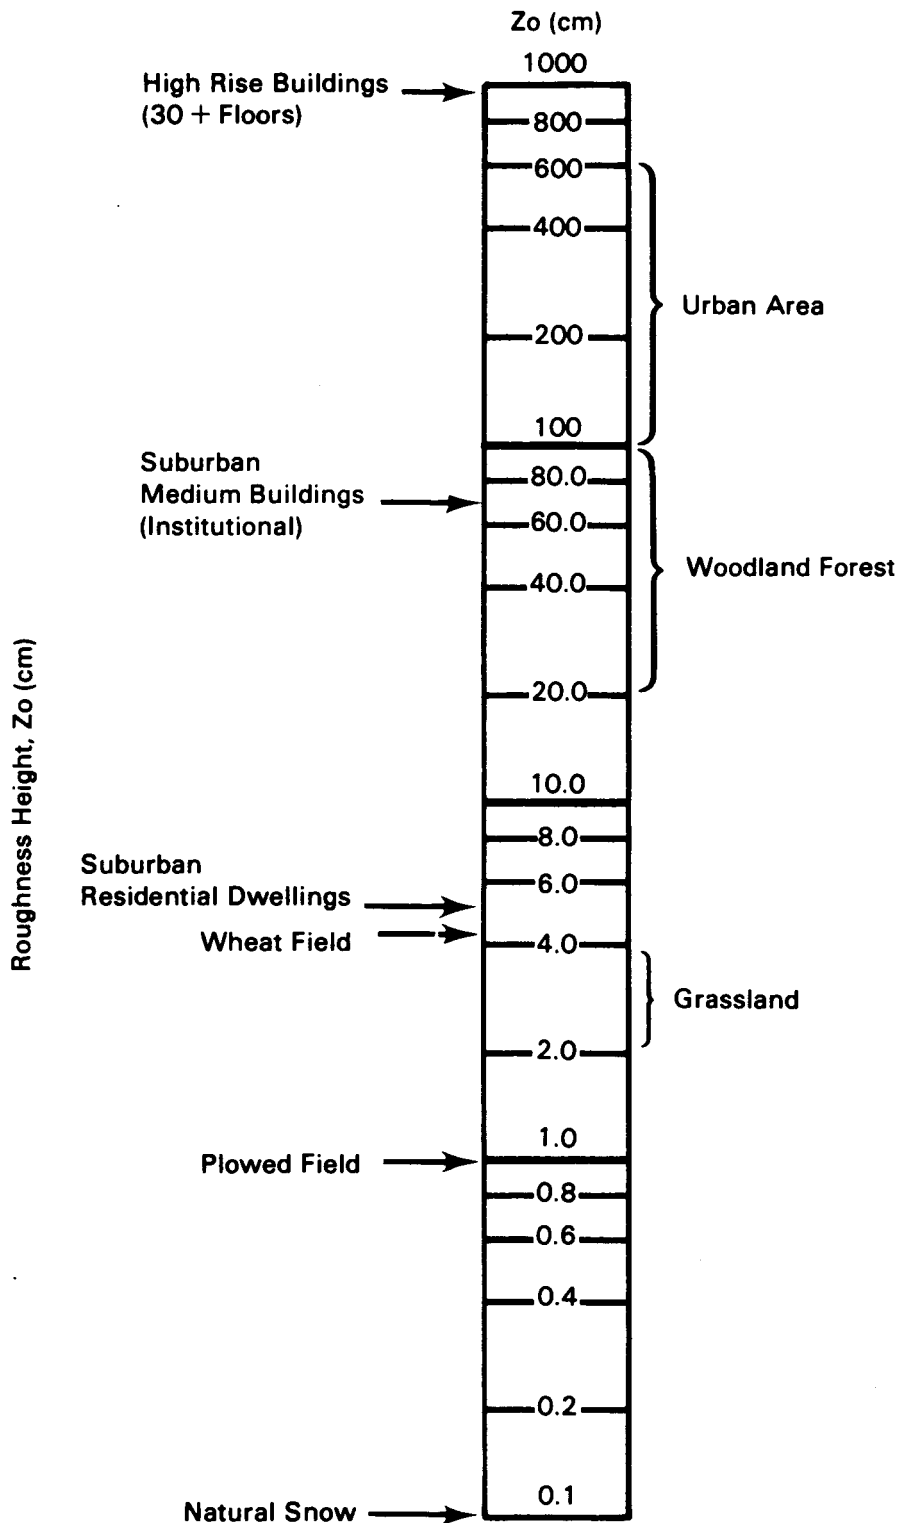 Zo (cm)
1000
High Rise Buildings
(30 + Floors)
800
600
400
Urban Area
200
100
Suburban
Medium Buildings
(Institutional)
80.0
60.0
Woodland Forest
40.0
20.0
Roughness Height, Zo (cm)
10.0
8.0
Suburban
Residential Dwellings
6.0
Wheat Field
4.0
Grassland
2.0
1.0
Plowed Field
0.8
0.6
0.4
0.2
0.1
Natural Snow